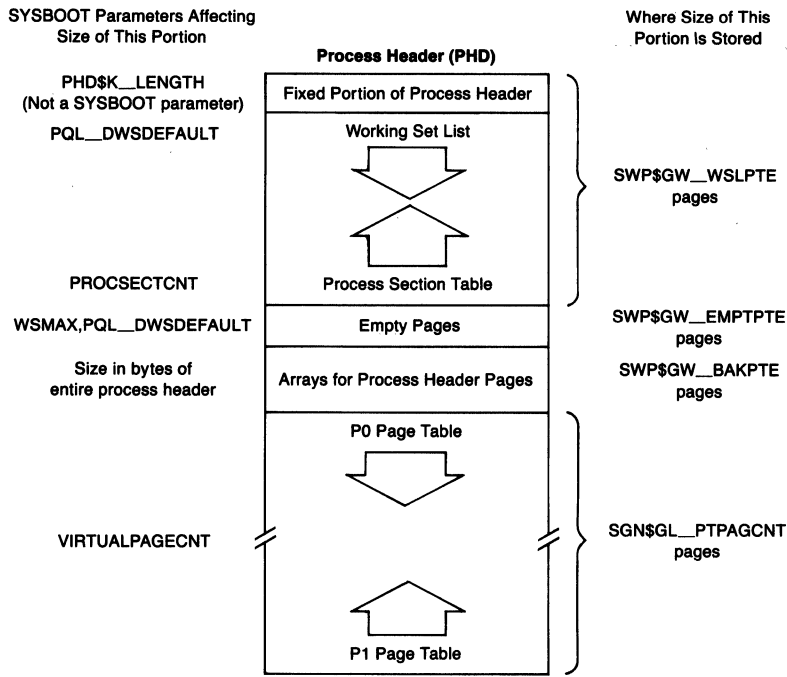 SYSBOOT Parameters Affecting
Size of This Portion
Where Size of This
Portion Is Stored
Process Header (PHD)
PHD$K__LENGTH
(Not a SYSBOOT parameter)
Fixed Portion of Process Header
PQL__DWSDEFAULT
Working Set List
SWP$GW__WSLPTE
pages
PROCSECTCNT
Process Section Table
WSMAX,PQL__DWSDEFAULT
Empty Pages
SWP$GW__EMPTPTE
pages
Size in bytes of
entire process header
Arrays for Process Header Pages
SWP$GW__BAKPTE
pages
P0 Page Table
VIRTUALPAGECNT
SGN$GL__PTPAGCNT
pages
P1 Page Table